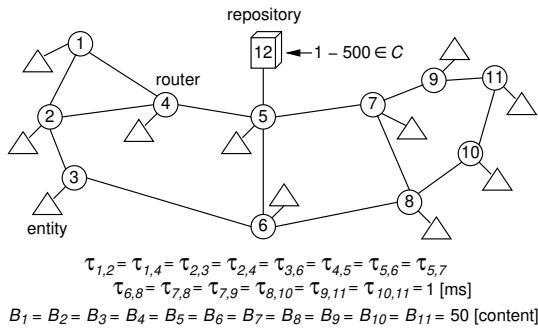 repository
1
12
1 – 500 ∈ C
router
9
11
2
4
5
7
10
3
8
entity
6
τ1,2 = τ1,4 = τ2,3 = τ2,4 = τ3,6 = τ4,5 = τ5,6 = τ5,7
τ6,8 = τ7,8 = τ7,9 = τ8,10 = τ9,11 = τ10,11 = 1 [ms]
B1 = B2 = B3 = B4 = B5 = B6 = B7 = B8 = B9 = B10 = B11 = 50 [content]